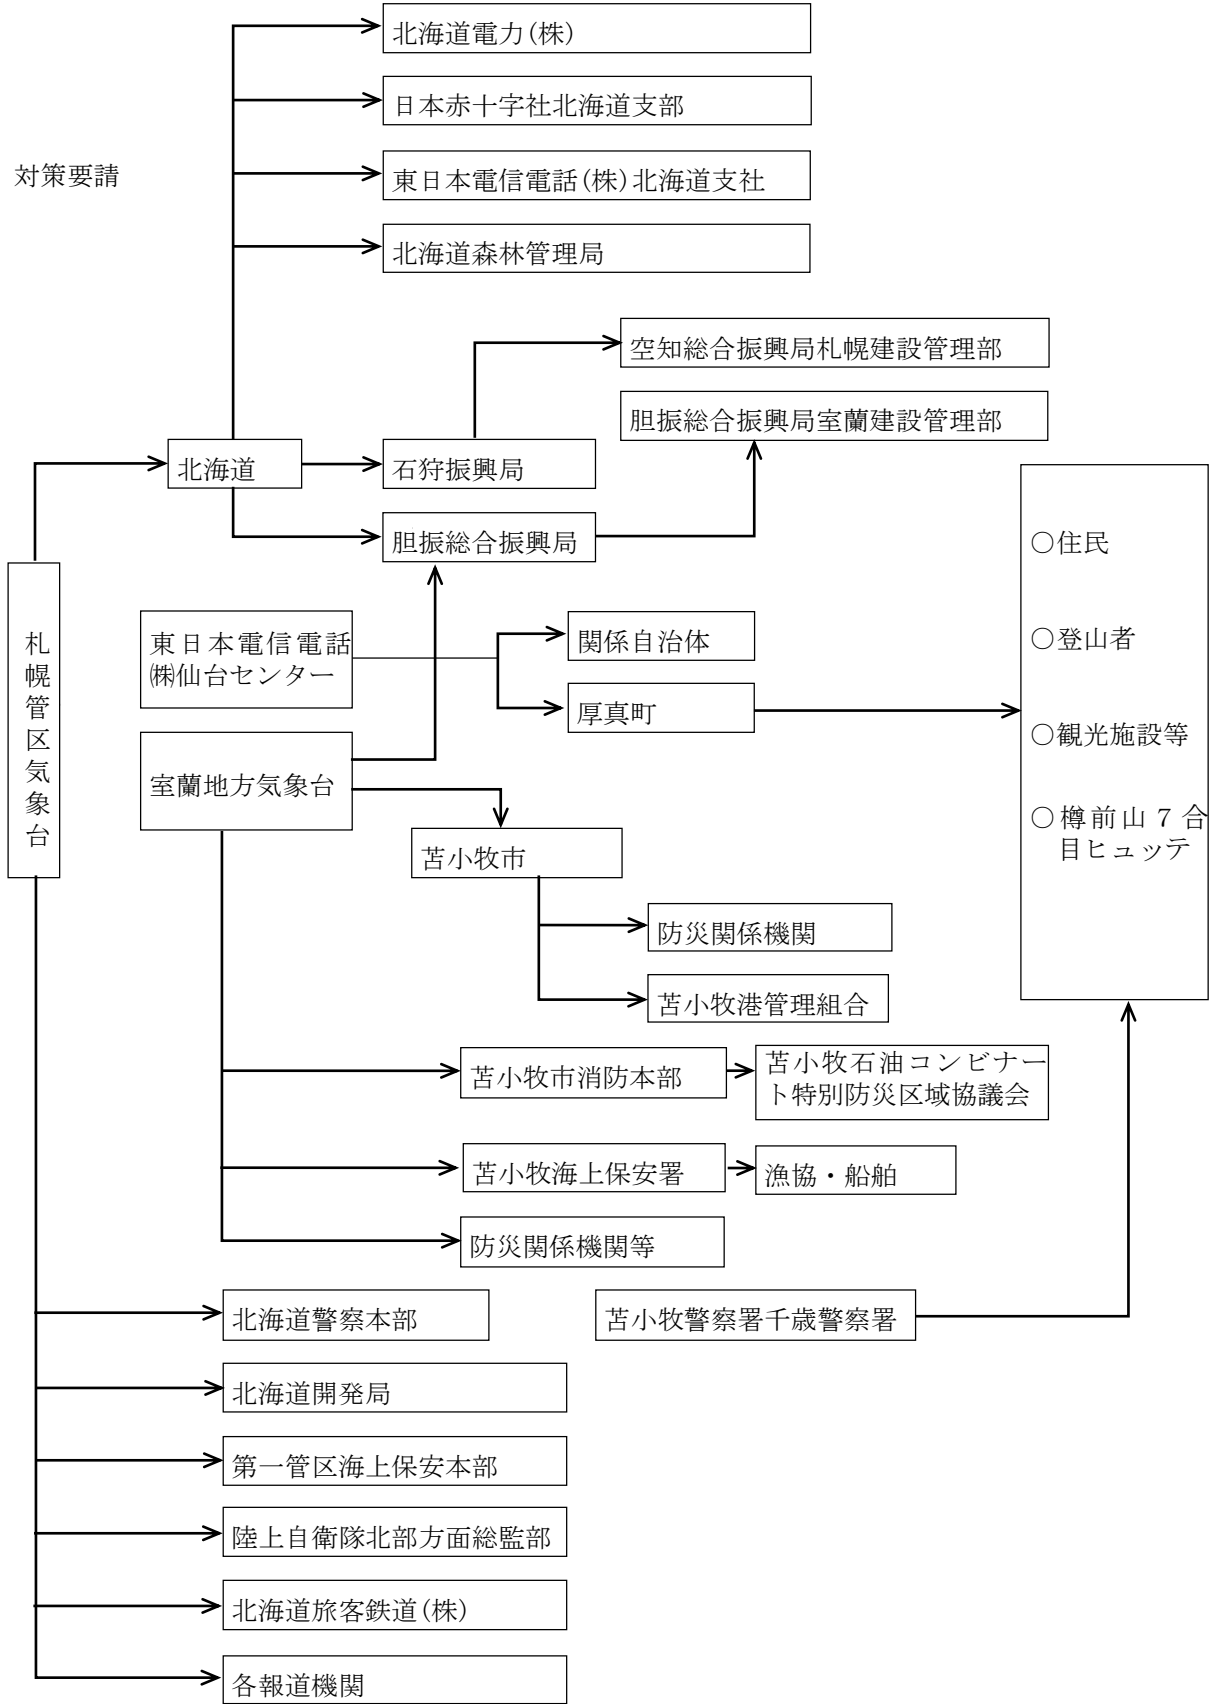 北海道電力(株)
日本赤十字社北海道支部
対策要請
東日本電信電話(株)北海道支社
北海道森林管理局
空知総合振興局札幌建設管理部
胆振総合振興局室蘭建設管理部
北海道
石狩振興局
胆振総合振興局
札幌管区気象台
東日本電信電話
㈱仙台センター
関係自治体
厚真町
○住民
○登山者
○観光施設等
○樽前山7合
目ヒュッテ
室蘭地方気象台
苫小牧市
防災関係機関
苫小牧港管理組合
苫小牧市消防本部
苫小牧石油コンビナー
ト特別防災区域協議会
苫小牧海上保安署
漁協・船舶
防災関係機関等
北海道警察本部
苫小牧警察署千歳警察署
北海道開発局
第一管区海上保安本部
陸上自衛隊北部方面総監部
北海道旅客鉄道(株)
各報道機関